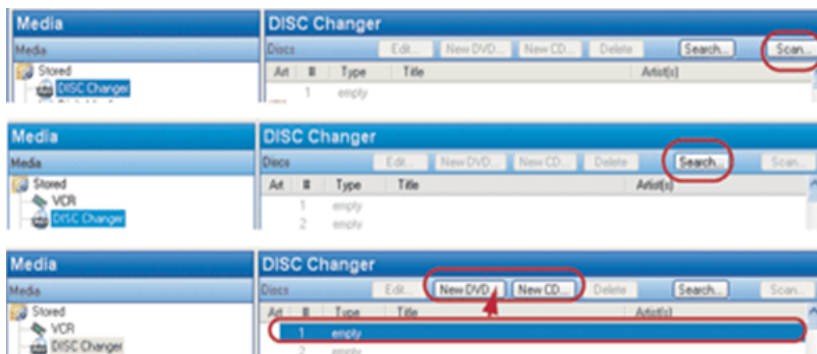 Media DISC Changer
Media Discs Edit... New DVD... New CD... Delete Search... Scan...
Stored Art # Type Title Artist(s)
DISC Changer 1 empty
Media DISC Changer
Media Discs Edit... New DVD... New CD... Delete Search... Scan...
Stored Art # Type Title Artist(s)
VCR 1 empty
DISC Changer 2 empty
Media DISC Changer
Media Discs Edit... New DVD... New CD... Delete Search... Scan...
Stored Art # Type Title Artist(s)
VCR 1 empty
DISC Changer 2 empty